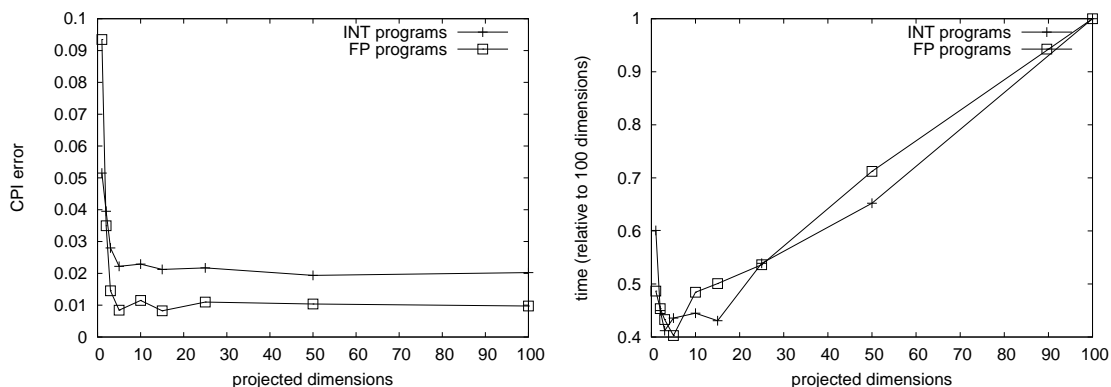 0.1
0.09
0.08
0.07
0.06
0.05
0.04
0.03
0.02
0.01
0
CPI error
INT programs
FP programs
0 10 20 30 40 50 60 70 80 90 100
projected dimensions
1
0.9
0.8
0.7
0.6
0.5
0.4
time (relative to 100 dimensions)
INT programs
FP programs
0 10 20 30 40 50 60 70 80 90 100
projected dimensions